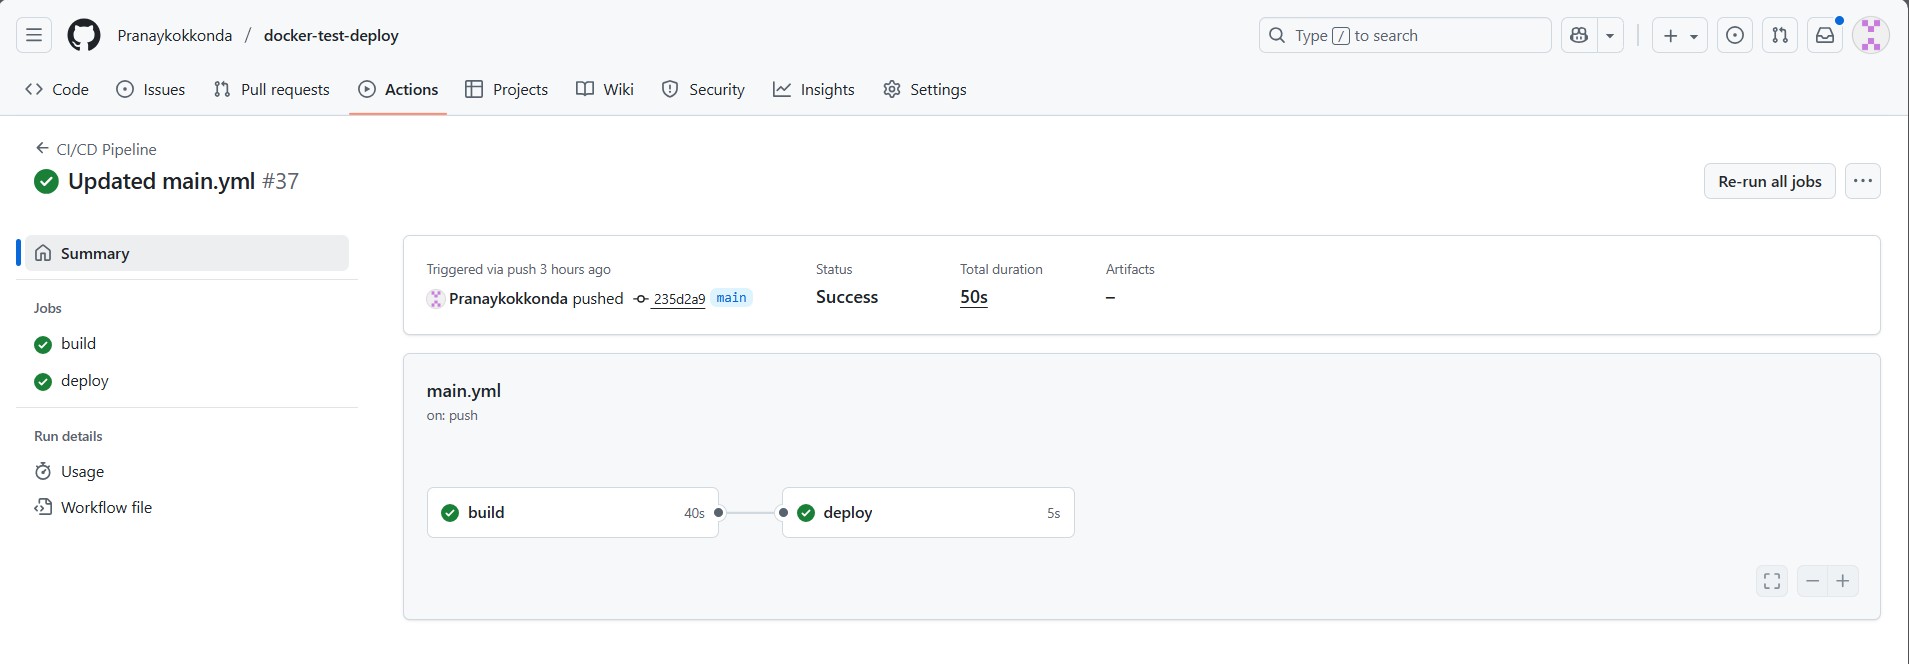 Pranaykokkonda / docker-test-deploy
Type / to search
Code
Issues
Pull requests
Actions
Projects
Wiki
Security
Insights
Settings
CI/CD Pipeline
Updated main.yml #37
Re-run all jobs
Summary
Jobs
build
deploy
Run details
Usage
Workflow file
Triggered via push 3 hours ago
Pranaykokkonda pushed 235d2a9 main
Status
Success
Total duration
50s
Artifacts
–
main.yml
on: push
build 40s
deploy 5s